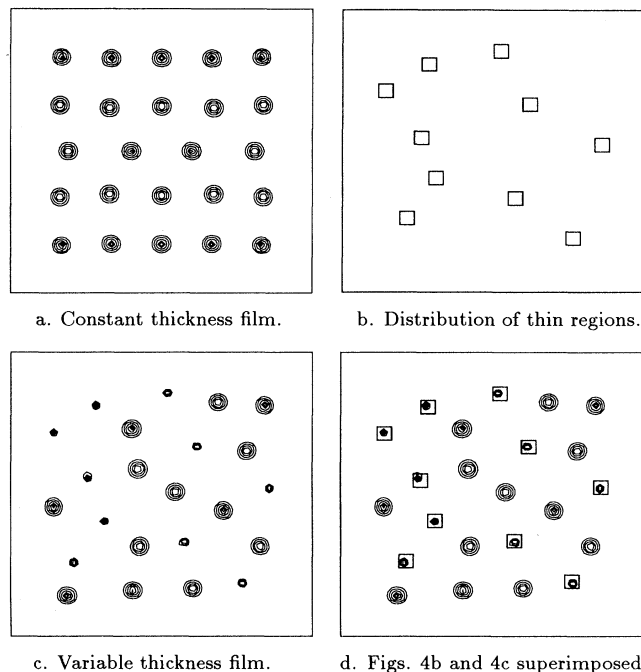 a. Constant thickness film.
b. Distribution of thin regions.
c. Variable thickness film.
d. Figs. 4b and 4c superimposed